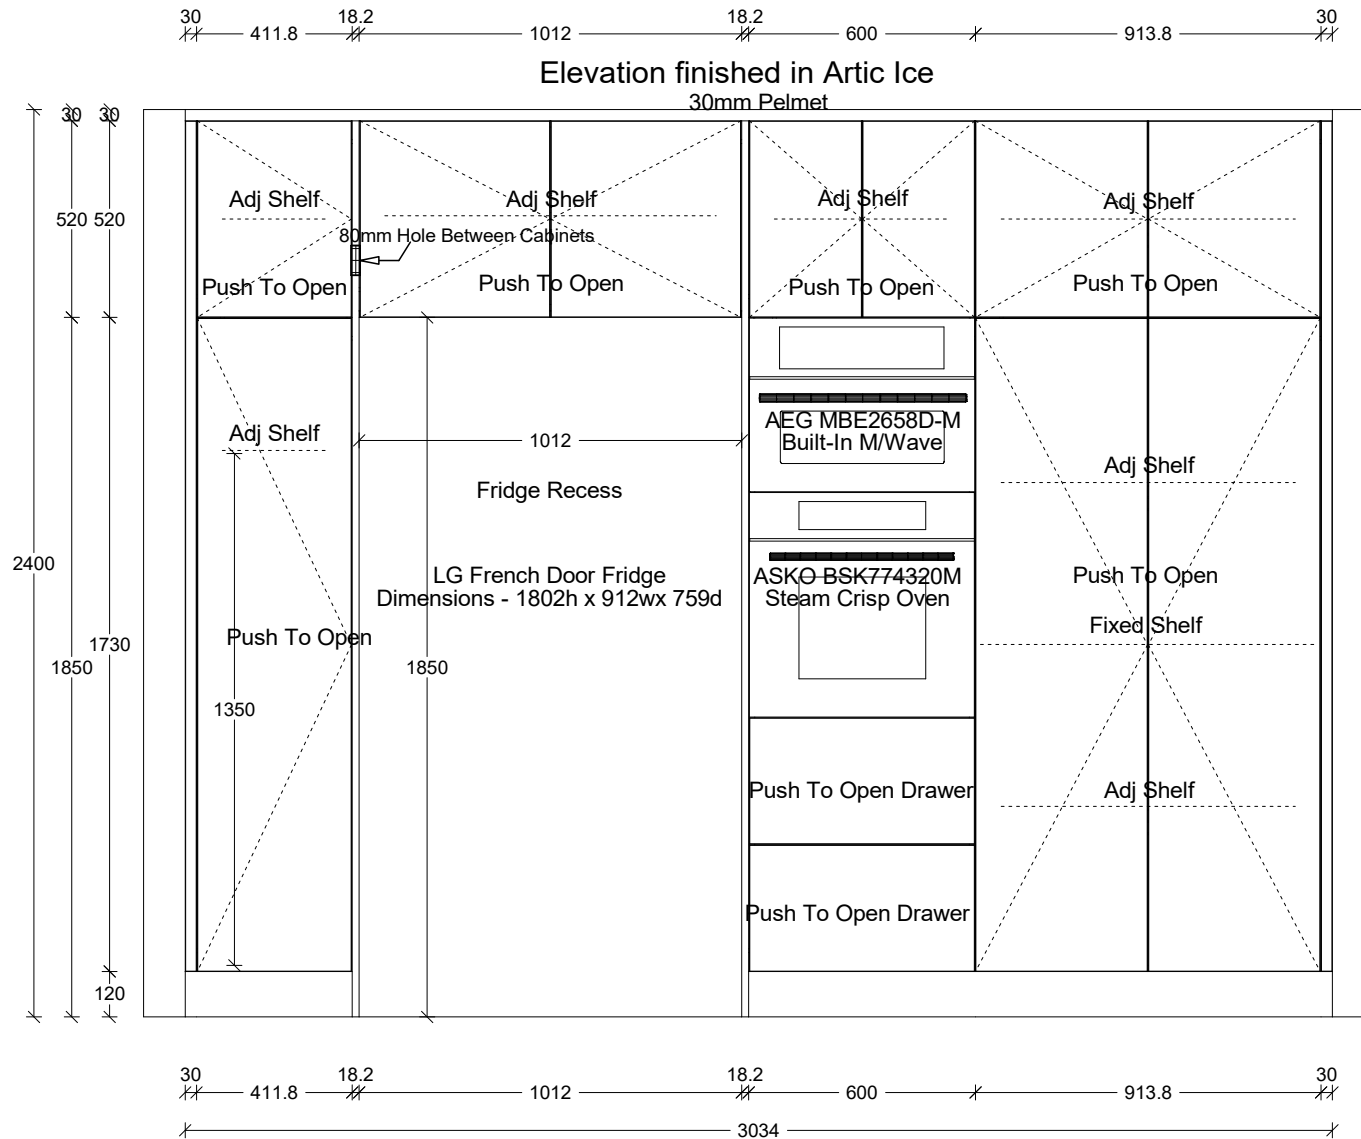 30 18.2 18.2 30
411.8 1012 600 913.8
Elevation finished in Artic Ice
30mm Pelmet
30 30
Adj Shelf Adj Shelf Adj Shelf Adj Shelf
520 520
80mm Hole Between Cabinets
Push To Open Push To Open Push To Open Push To Open
AEG MBE2658D-M
Built-In M/Wave
Adj Shelf
1012
Adj Shelf
Fridge Recess
2400
LG French Door Fridge
Dimensions - 1802h x 912wx 759d
ASKO BSK774320M
Steam Crisp Oven
Push To Open
Fixed Shelf
Push To Open
1730
1850
1850
1350
Push To Open Drawer
Adj Shelf
Push To Open Drawer
120
30 18.2 18.2 30
411.8 1012 600 913.8
3034